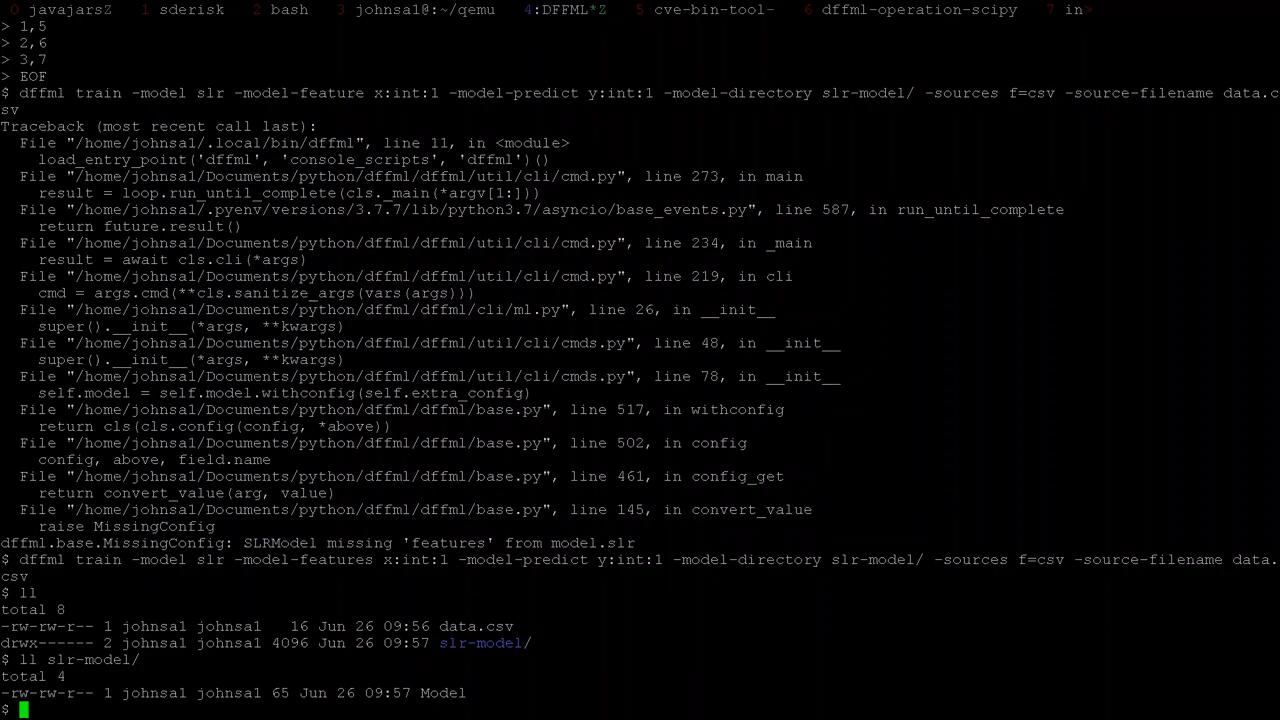 0 javajarsZ  1 sderisk  2 bash  3 johnsa1@:~/qemu  4:DFFML*Z  5 cve-bin-tool-  6 dffml-operation-scipy  7 in>
> 1,5
> 2,6
> 3,7
> EOF
$ dffml train -model slr -model-feature x:int:1 -model-predict y:int:1 -model-directory slr-model/ -sources f=csv -source-filename data.c
sv
Traceback (most recent call last):
  File "/home/johnsa1/.local/bin/dffml", line 11, in <module>
    load_entry_point('dffml', 'console_scripts', 'dffml')()
  File "/home/johnsa1/Documents/python/dffml/dffml/util/cli/cmd.py", line 273, in main
    result = loop.run_until_complete(cls._main(*argv[1:]))
  File "/home/johnsa1/.pyenv/versions/3.7.7/lib/python3.7/asyncio/base_events.py", line 587, in run_until_complete
    return future.result()
  File "/home/johnsa1/Documents/python/dffml/dffml/util/cli/cmd.py", line 234, in _main
    result = await cls.cli(*args)
  File "/home/johnsa1/Documents/python/dffml/dffml/util/cli/cmd.py", line 219, in cli
    cmd = args.cmd(**cls.sanitize_args(vars(args)))
  File "/home/johnsa1/Documents/python/dffml/dffml/cli/ml.py", line 26, in __init__
    super().__init__(*args, **kwargs)
  File "/home/johnsa1/Documents/python/dffml/dffml/util/cli/cmds.py", line 48, in __init__
    super().__init__(*args, **kwargs)
  File "/home/johnsa1/Documents/python/dffml/dffml/util/cli/cmds.py", line 78, in __init__
    self.model = self.model.withconfig(self.extra_config)
  File "/home/johnsa1/Documents/python/dffml/dffml/base.py", line 517, in withconfig
    return cls(cls.config(config, *above))
  File "/home/johnsa1/Documents/python/dffml/dffml/base.py", line 502, in config
    config, above, field.name
  File "/home/johnsa1/Documents/python/dffml/dffml/base.py", line 461, in config_get
    return convert_value(arg, value)
  File "/home/johnsa1/Documents/python/dffml/dffml/base.py", line 145, in convert_value
    raise MissingConfig
dffml.base.MissingConfig: SLRModel missing 'features' from model.slr
$ dffml train -model slr -model-features x:int:1 -model-predict y:int:1 -model-directory slr-model/ -sources f=csv -source-filename data.
csv
$ ll
total 8
-rw-rw-r-- 1 johnsa1 johnsa1   16 Jun 26 09:56 data.csv
drwx------ 2 johnsa1 johnsa1 4096 Jun 26 09:57 slr-model/
$ ll slr-model/
total 4
-rw-rw-r-- 1 johnsa1 johnsa1 65 Jun 26 09:57 Model
$